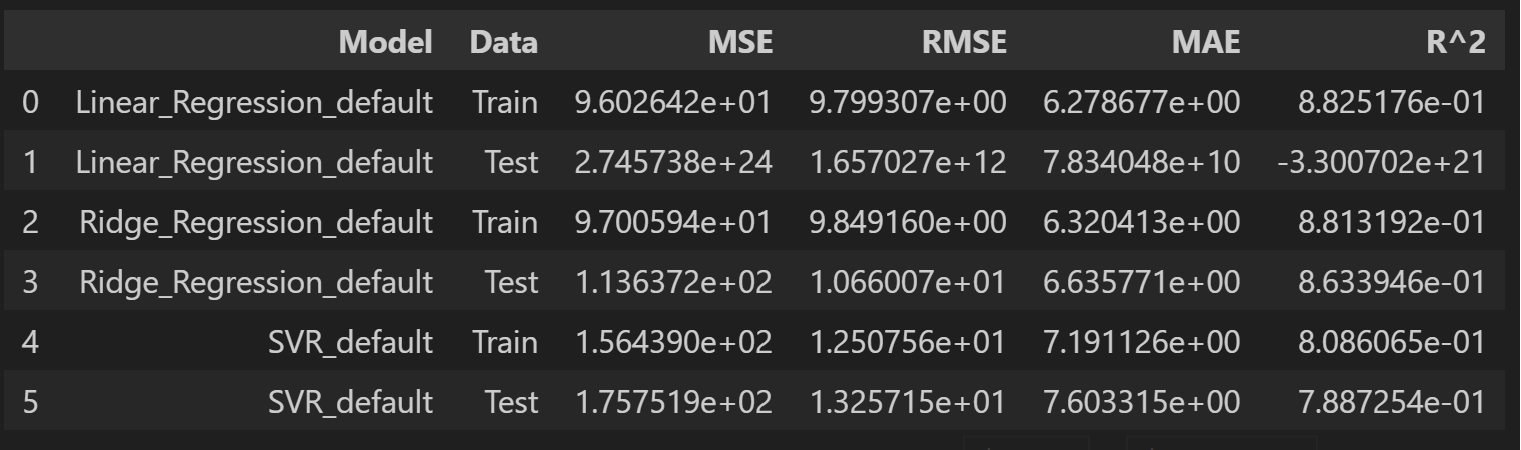 Model Data MSE RMSE MAE R^2
0 Linear_Regression_default Train 9.602642e+01 9.799307e+00 6.278677e+00 8.825176e-01
1 Linear_Regression_default Test 2.745738e+24 1.657027e+12 7.834048e+10 -3.300702e+21
2 Ridge_Regression_default Train 9.700594e+01 9.849160e+00 6.320413e+00 8.813192e-01
3 Ridge_Regression_default Test 1.136372e+02 1.066007e+01 6.635771e+00 8.633946e-01
4 SVR_default Train 1.564390e+02 1.250756e+01 7.191126e+00 8.086065e-01
5 SVR_default Test 1.757519e+02 1.325715e+01 7.603315e+00 7.887254e-01